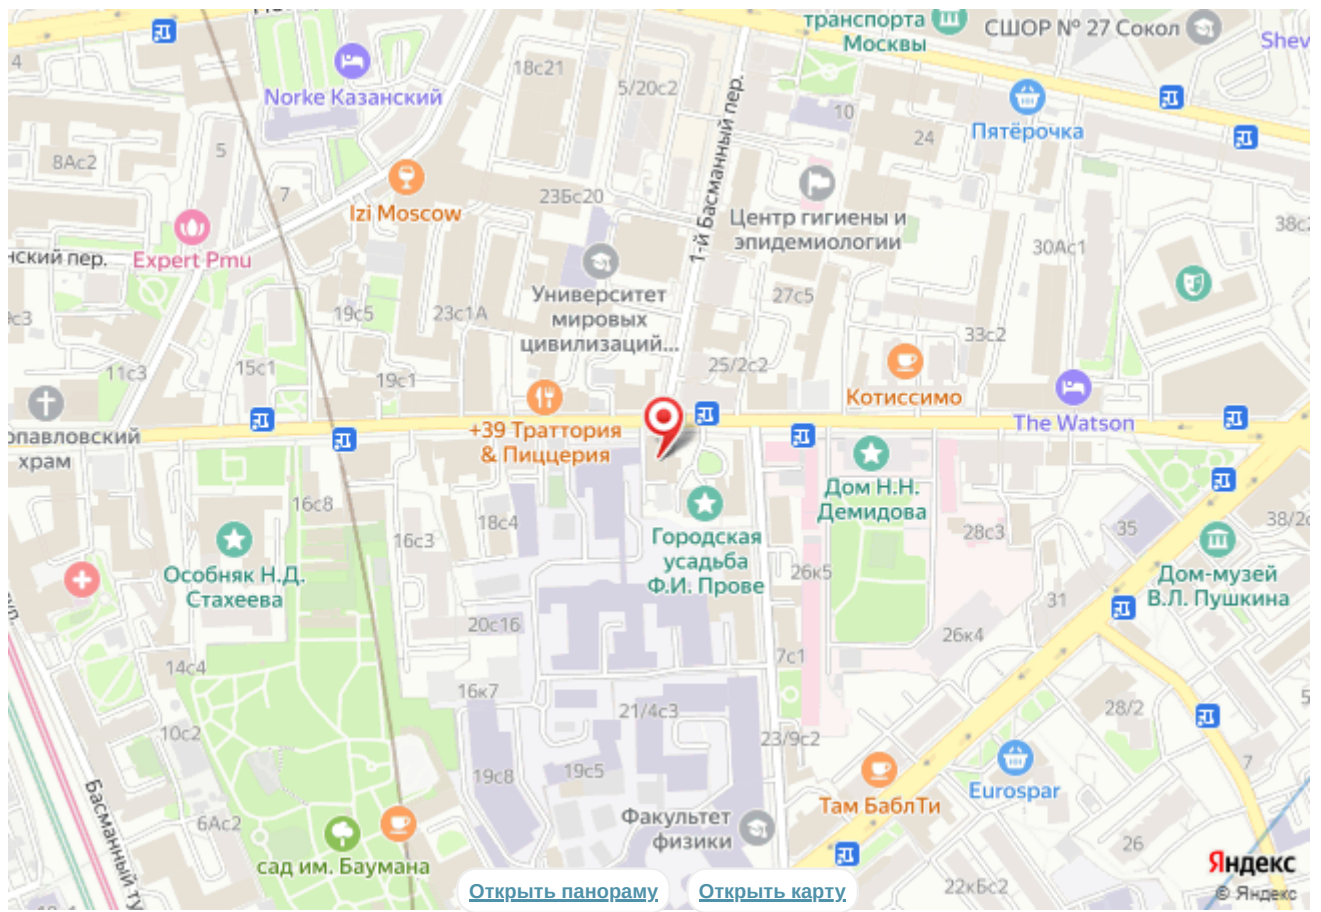 транспорта
Москвы
СШОР № 27 Сокол
Shev
4
Norke Казанский
18с21
5/20с2
1-й Басманный пер.
10
24
Пятёрочка
8Ас2
5
7
Izi Moscow
23Бс20
Центр гигиены и
эпидемиологии
30Ас1
38с2
нский пер.
Expert Pmu
Университет
мировых
цивилизаций...
27с5
19с5
23с1А
33с2
11с3
15с1
19с1
25/2с2
Котиссимо
The Watson
опавловский
храм
+39 Траттория
& Пиццерия
Дом Н.Н.
Демидова
16с8
18с4
16с3
Городская
усадьба
Ф.И. Прове
28с3
35
38/2
Особняк Н.Д.
Стахеева
26к5
Дом-музей
В.Л. Пушкина
31
20с16
26к4
14с4
7с1
16к7
21/4с3
28/2
5
10с2
23/9с2
7
19с8
19с5
Eurospar
Там БаблТи
Басманный ту
6Ас2
Факультет
физики
сад им. Баумана
26
22кБс2
Яндекс
© Яндекс
Открыть панораму
Открыть карту